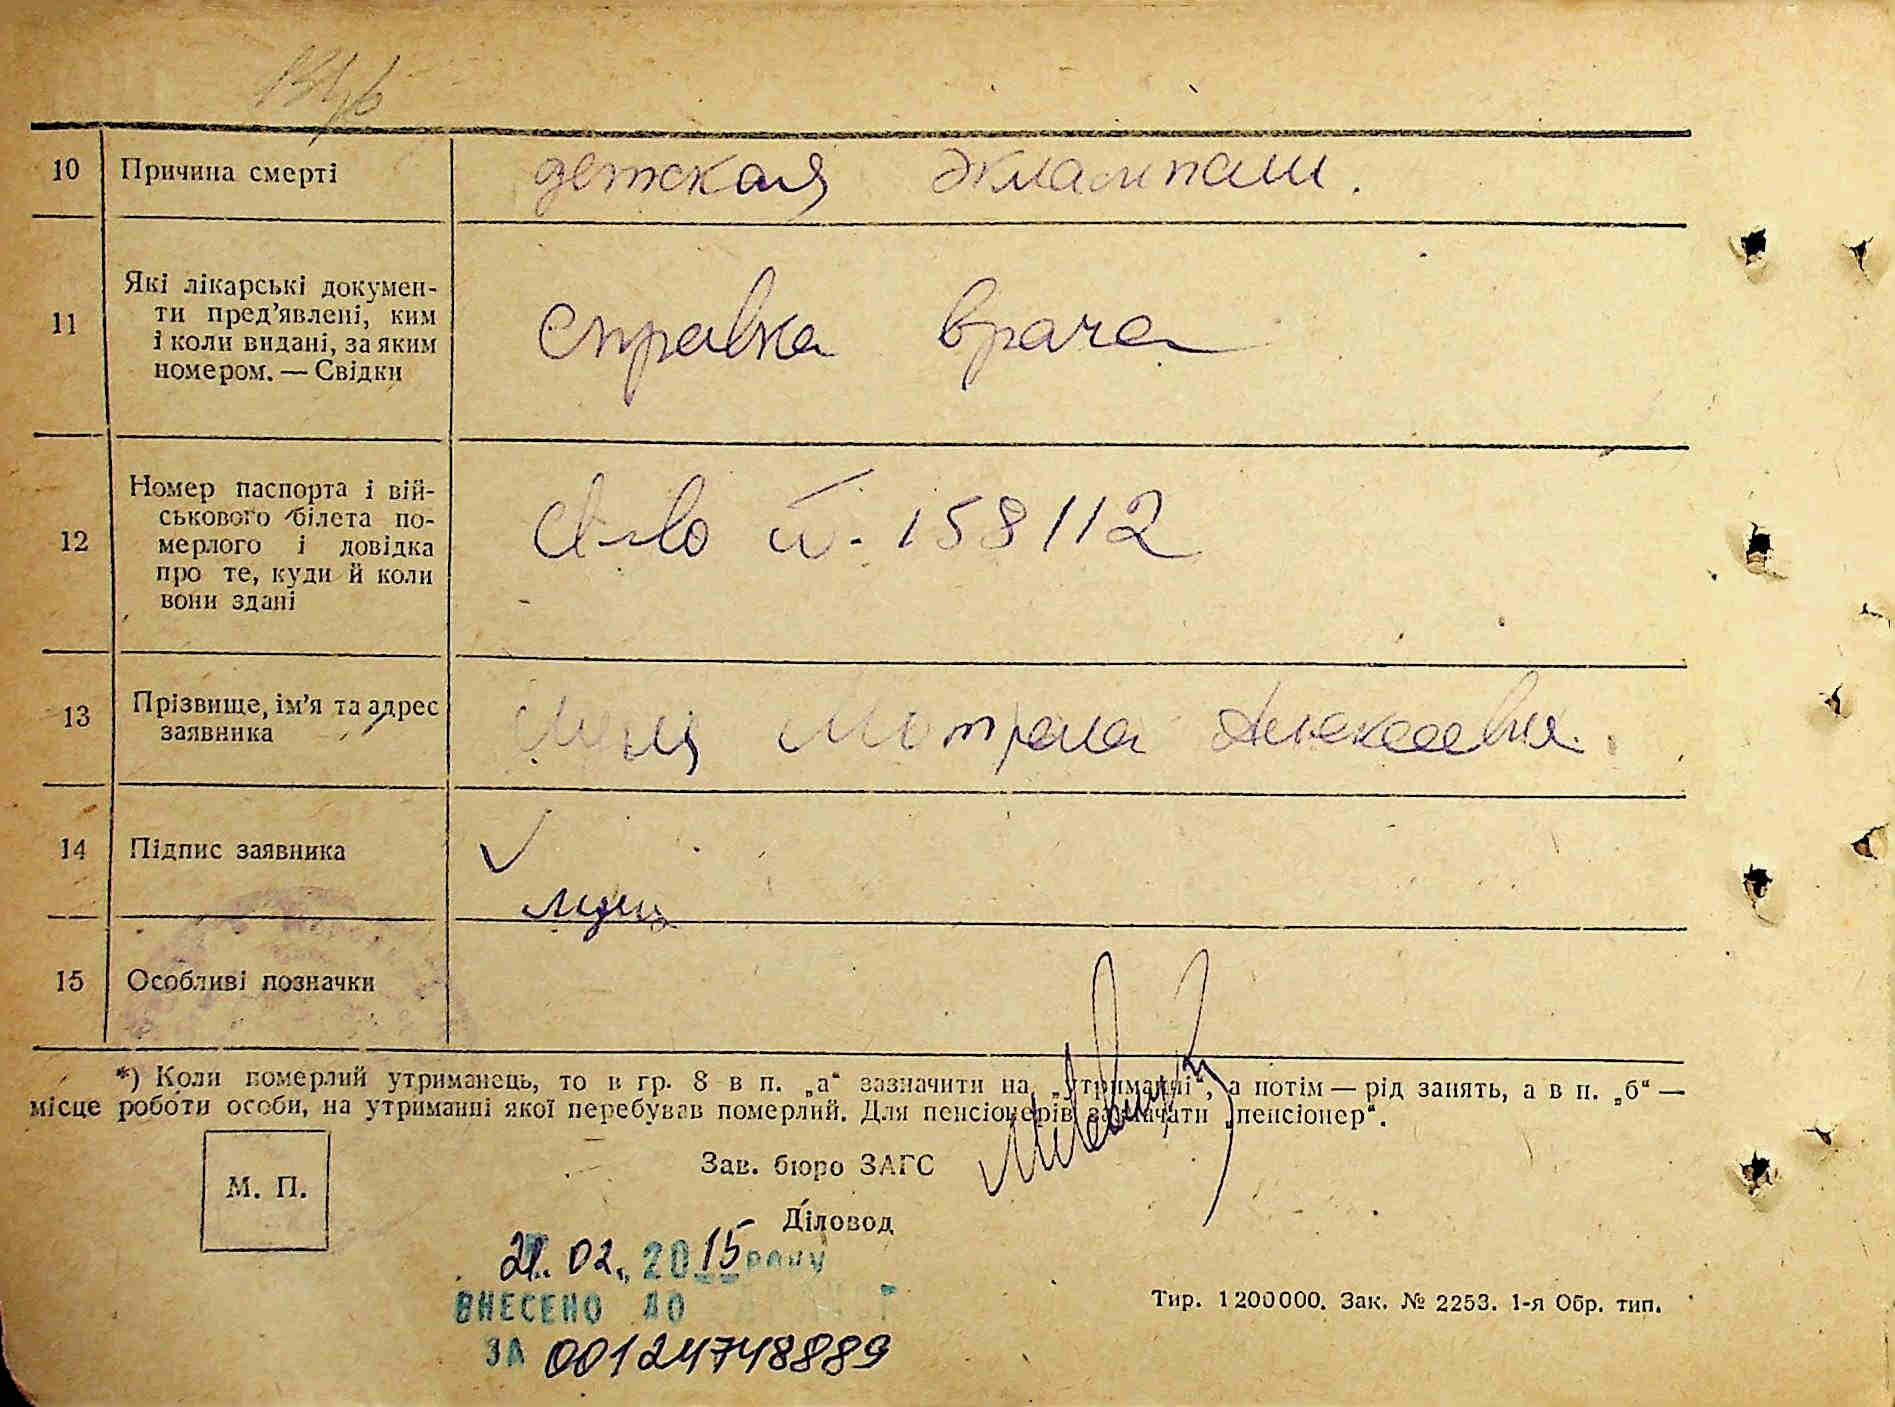 10 Причина смерті детская
11 Які лікарські докумен-
ти пред'явлені, ким
і коли видані, за яким
номером. — Свідки
справка врача
12 Номер паспорта і вій-
ськового білета по-
мерлого і довідка
про те, куди й коли
вони здані
158112
13 Прізвище, ім'я та адрес
заявника
Алексеевна
14 Підпис заявника
15 Особливі позначки
*) Коли померлий утриманець, то в гр. 8 в п. „а“ зазначити на „утриманні“, а потім — рід занять, а в п. „б“ —
місце роботи особи, на утриманні якої перебував померлий. Для пенсіонерів зазначати „пенсіонер“.
Зав. бюро ЗАГС
М. П.
Діловод
02. 2015 року
ВНЕСЕНО ДО
ЗА 00124748889
Тир. 1200000. Зак. № 2253. 1-я Обр. тип.